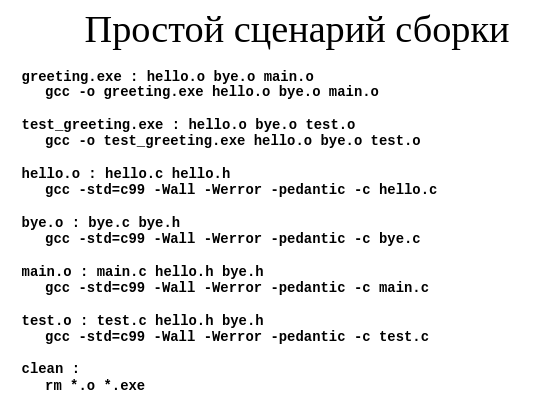 Простой сценарий сборки
greeting.exe : hello.o bye.o main.o
gcc -o greeting.exe hello.o bye.o main.o
test_greeting.exe : hello.o bye.o test.o
gcc -o test_greeting.exe hello.o bye.o test.o
hello.o : hello.c hello.h
gcc -std=c99 -Wall -Werror -pedantic -c hello.c
bye.o : bye.c bye.h
gcc -std=c99 -Wall -Werror -pedantic -c bye.c
main.o : main.c hello.h bye.h
gcc -std=c99 -Wall -Werror -pedantic -c main.c
test.o : test.c hello.h bye.h
gcc -std=c99 -Wall -Werror -pedantic -c test.c
clean :
rm *.o *.exe